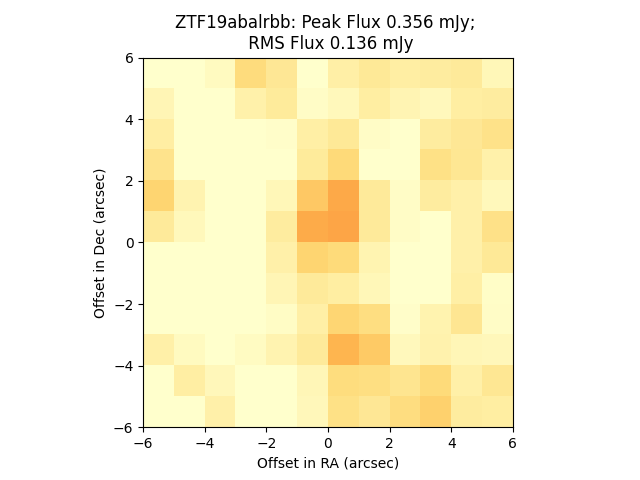 ZTF19abalrbb: Peak Flux 0.356 mJy;
RMS Flux 0.136 mJy
6
4
2
0
−2
−4
−6
Offset in Dec (arcsec)
−6 −4 −2 0 2 4 6
Offset in RA (arcsec)